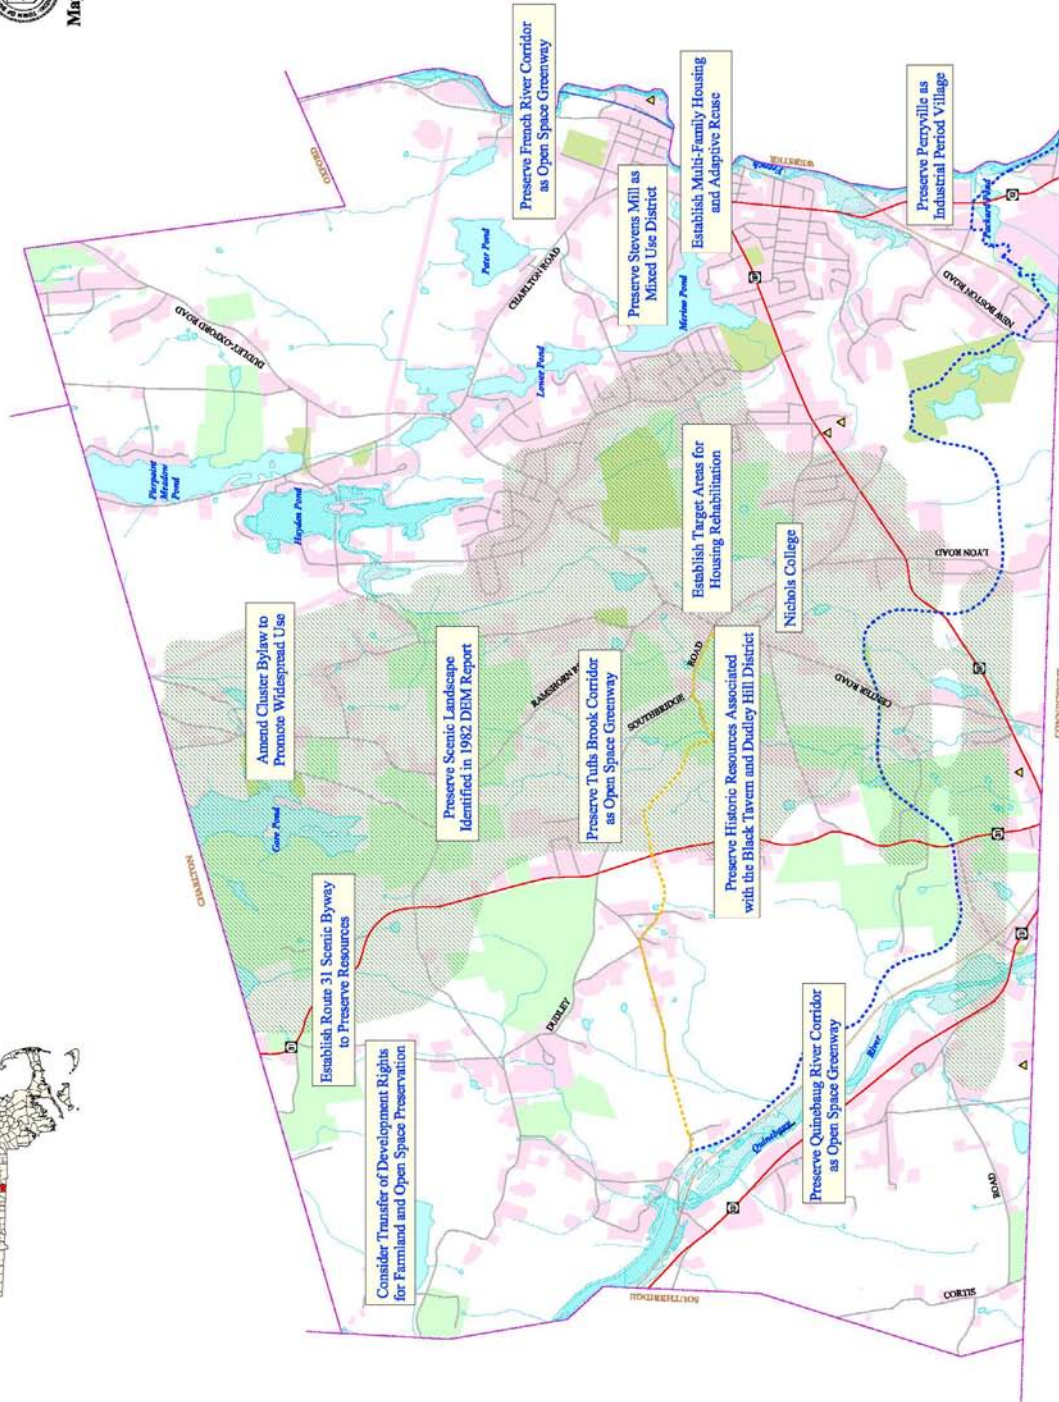 Ma
OXFORD
Preserve French River Corridor
as Open Space Greenway
DUDLEY-OXFORD ROAD
Pater Pond
CHARLTON ROAD
Preserve Stevens Mill as
Mixed Use District
Establish Multi-Family Housing
and Adaptive Reuse
WEBSTER
French
Preserve Perryville as
Industrial Period Village
Pierpoint
Meadow
Pond
Hayden Pond
Lower Pond
Merino Pond
NEW BOSTON ROAD
Amend Cluster Bylaw to
Promote Widespread Use
Preserve Scenic Landscape
Identified in 1982 DEM Report
Establish Target Areas for
Housing Rehabilitation
Nichols College
LYON ROAD
CHARLTON
Gore Pond
RAMSHORN R
Preserve Tufts Brook Corridor
as Open Space Greenway
SOUTHBRIDGE
ROAD
CENTER ROAD
Preserve Historic Resources Associated
with the Black Tavern and Dudley Hill District
31
Establish Route 31 Scenic Byway
to Preserve Resources
DUDLEY
31
Consider Transfer of Development Rights
for Farmland and Open Space Preservation
Preserve Quinebaug River Corridor
as Open Space Greenway
Quinebaug
River
SOUTHBRIDGE
CORTIS
ROAD